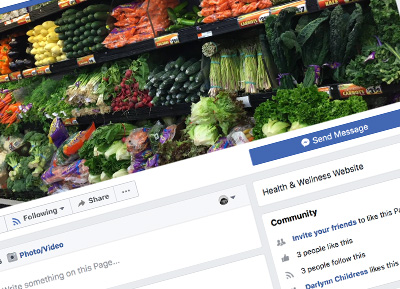 Send Message
Following
Share
...
Health & Wellness Website
Photo/Video
Write something on this Page...
Community
Invite your friends to like this Pa
3 people like this
3 people follow this
Darlynn Childress likes this